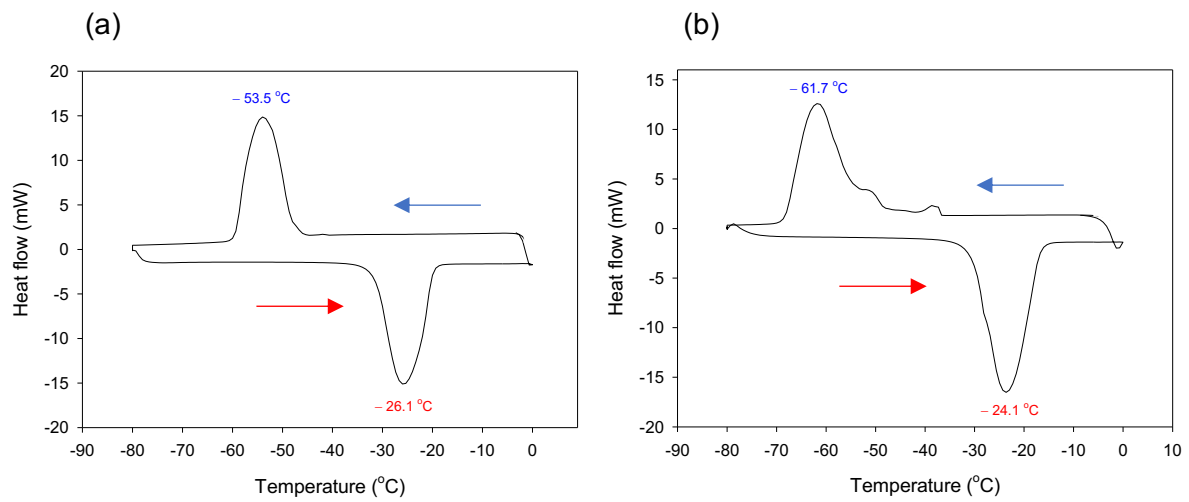 (a)
20
15
10
5
0
-5
-10
-15
-20
Heat flow (mW)
– 53.5 °C
– 26.1 °C
-90 -80 -70 -60 -50 -40 -30 -20 -10 0
Temperature (°C)
(b)
15
10
5
0
-5
-10
-15
-20
Heat flow (mW)
– 61.7 °C
– 24.1 °C
-90 -80 -70 -60 -50 -40 -30 -20 -10 0 10
Temperature (°C)